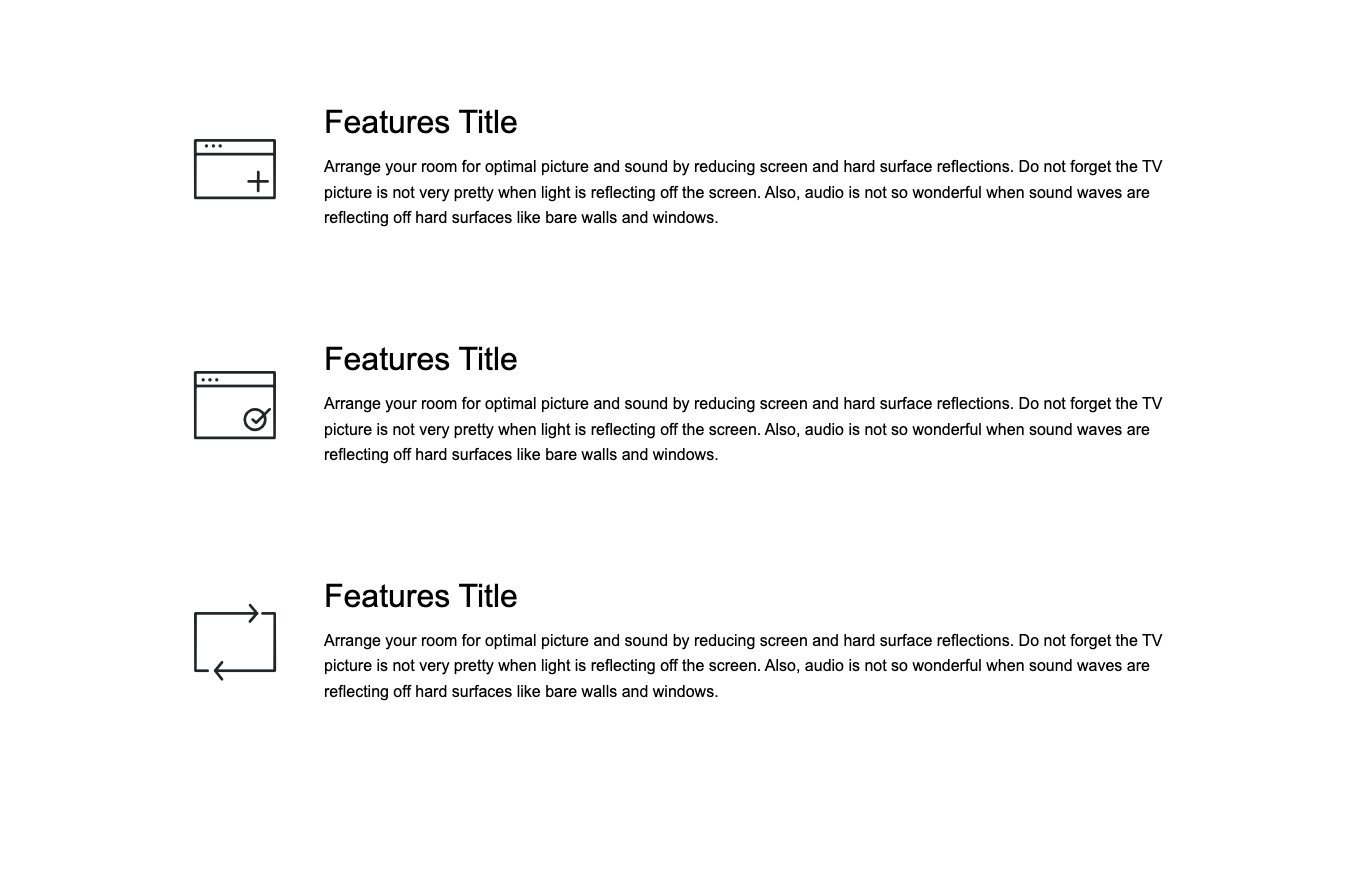 Features Title
Arrange your room for optimal picture and sound by reducing screen and hard surface reflections. Do not forget the TV
picture is not very pretty when light is reflecting off the screen. Also, audio is not so wonderful when sound waves are
reflecting off hard surfaces like bare walls and windows.
Features Title
Arrange your room for optimal picture and sound by reducing screen and hard surface reflections. Do not forget the TV
picture is not very pretty when light is reflecting off the screen. Also, audio is not so wonderful when sound waves are
reflecting off hard surfaces like bare walls and windows.
Features Title
Arrange your room for optimal picture and sound by reducing screen and hard surface reflections. Do not forget the TV
picture is not very pretty when light is reflecting off the screen. Also, audio is not so wonderful when sound waves are
reflecting off hard surfaces like bare walls and windows.